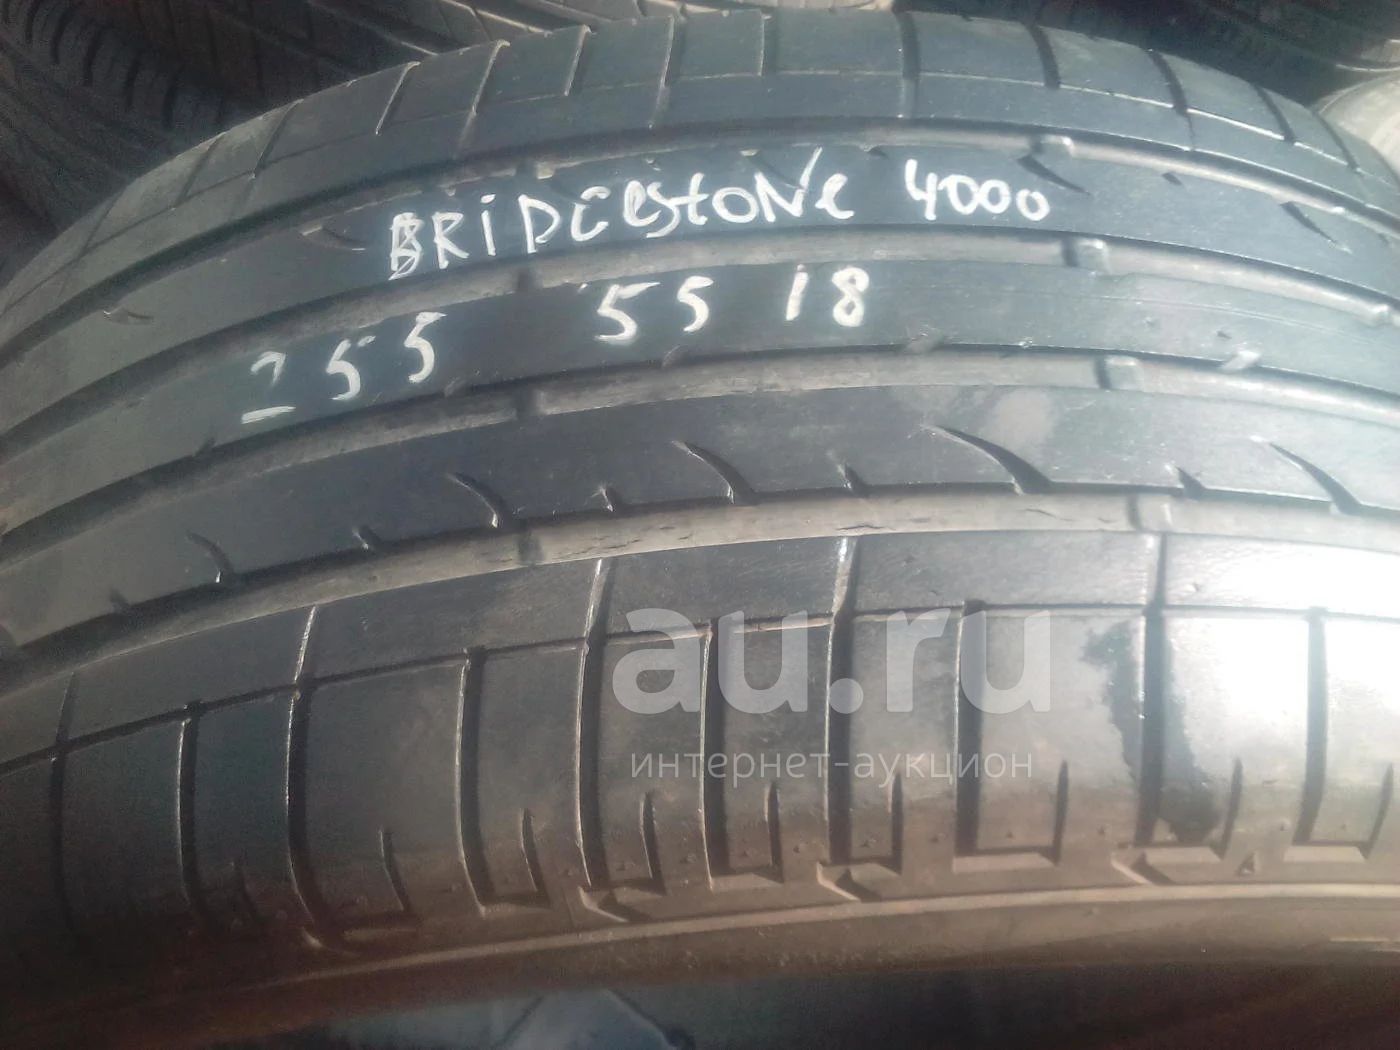 BRIDGEstoNe 4000
255 55 18
au.ru
интернет-аукцион